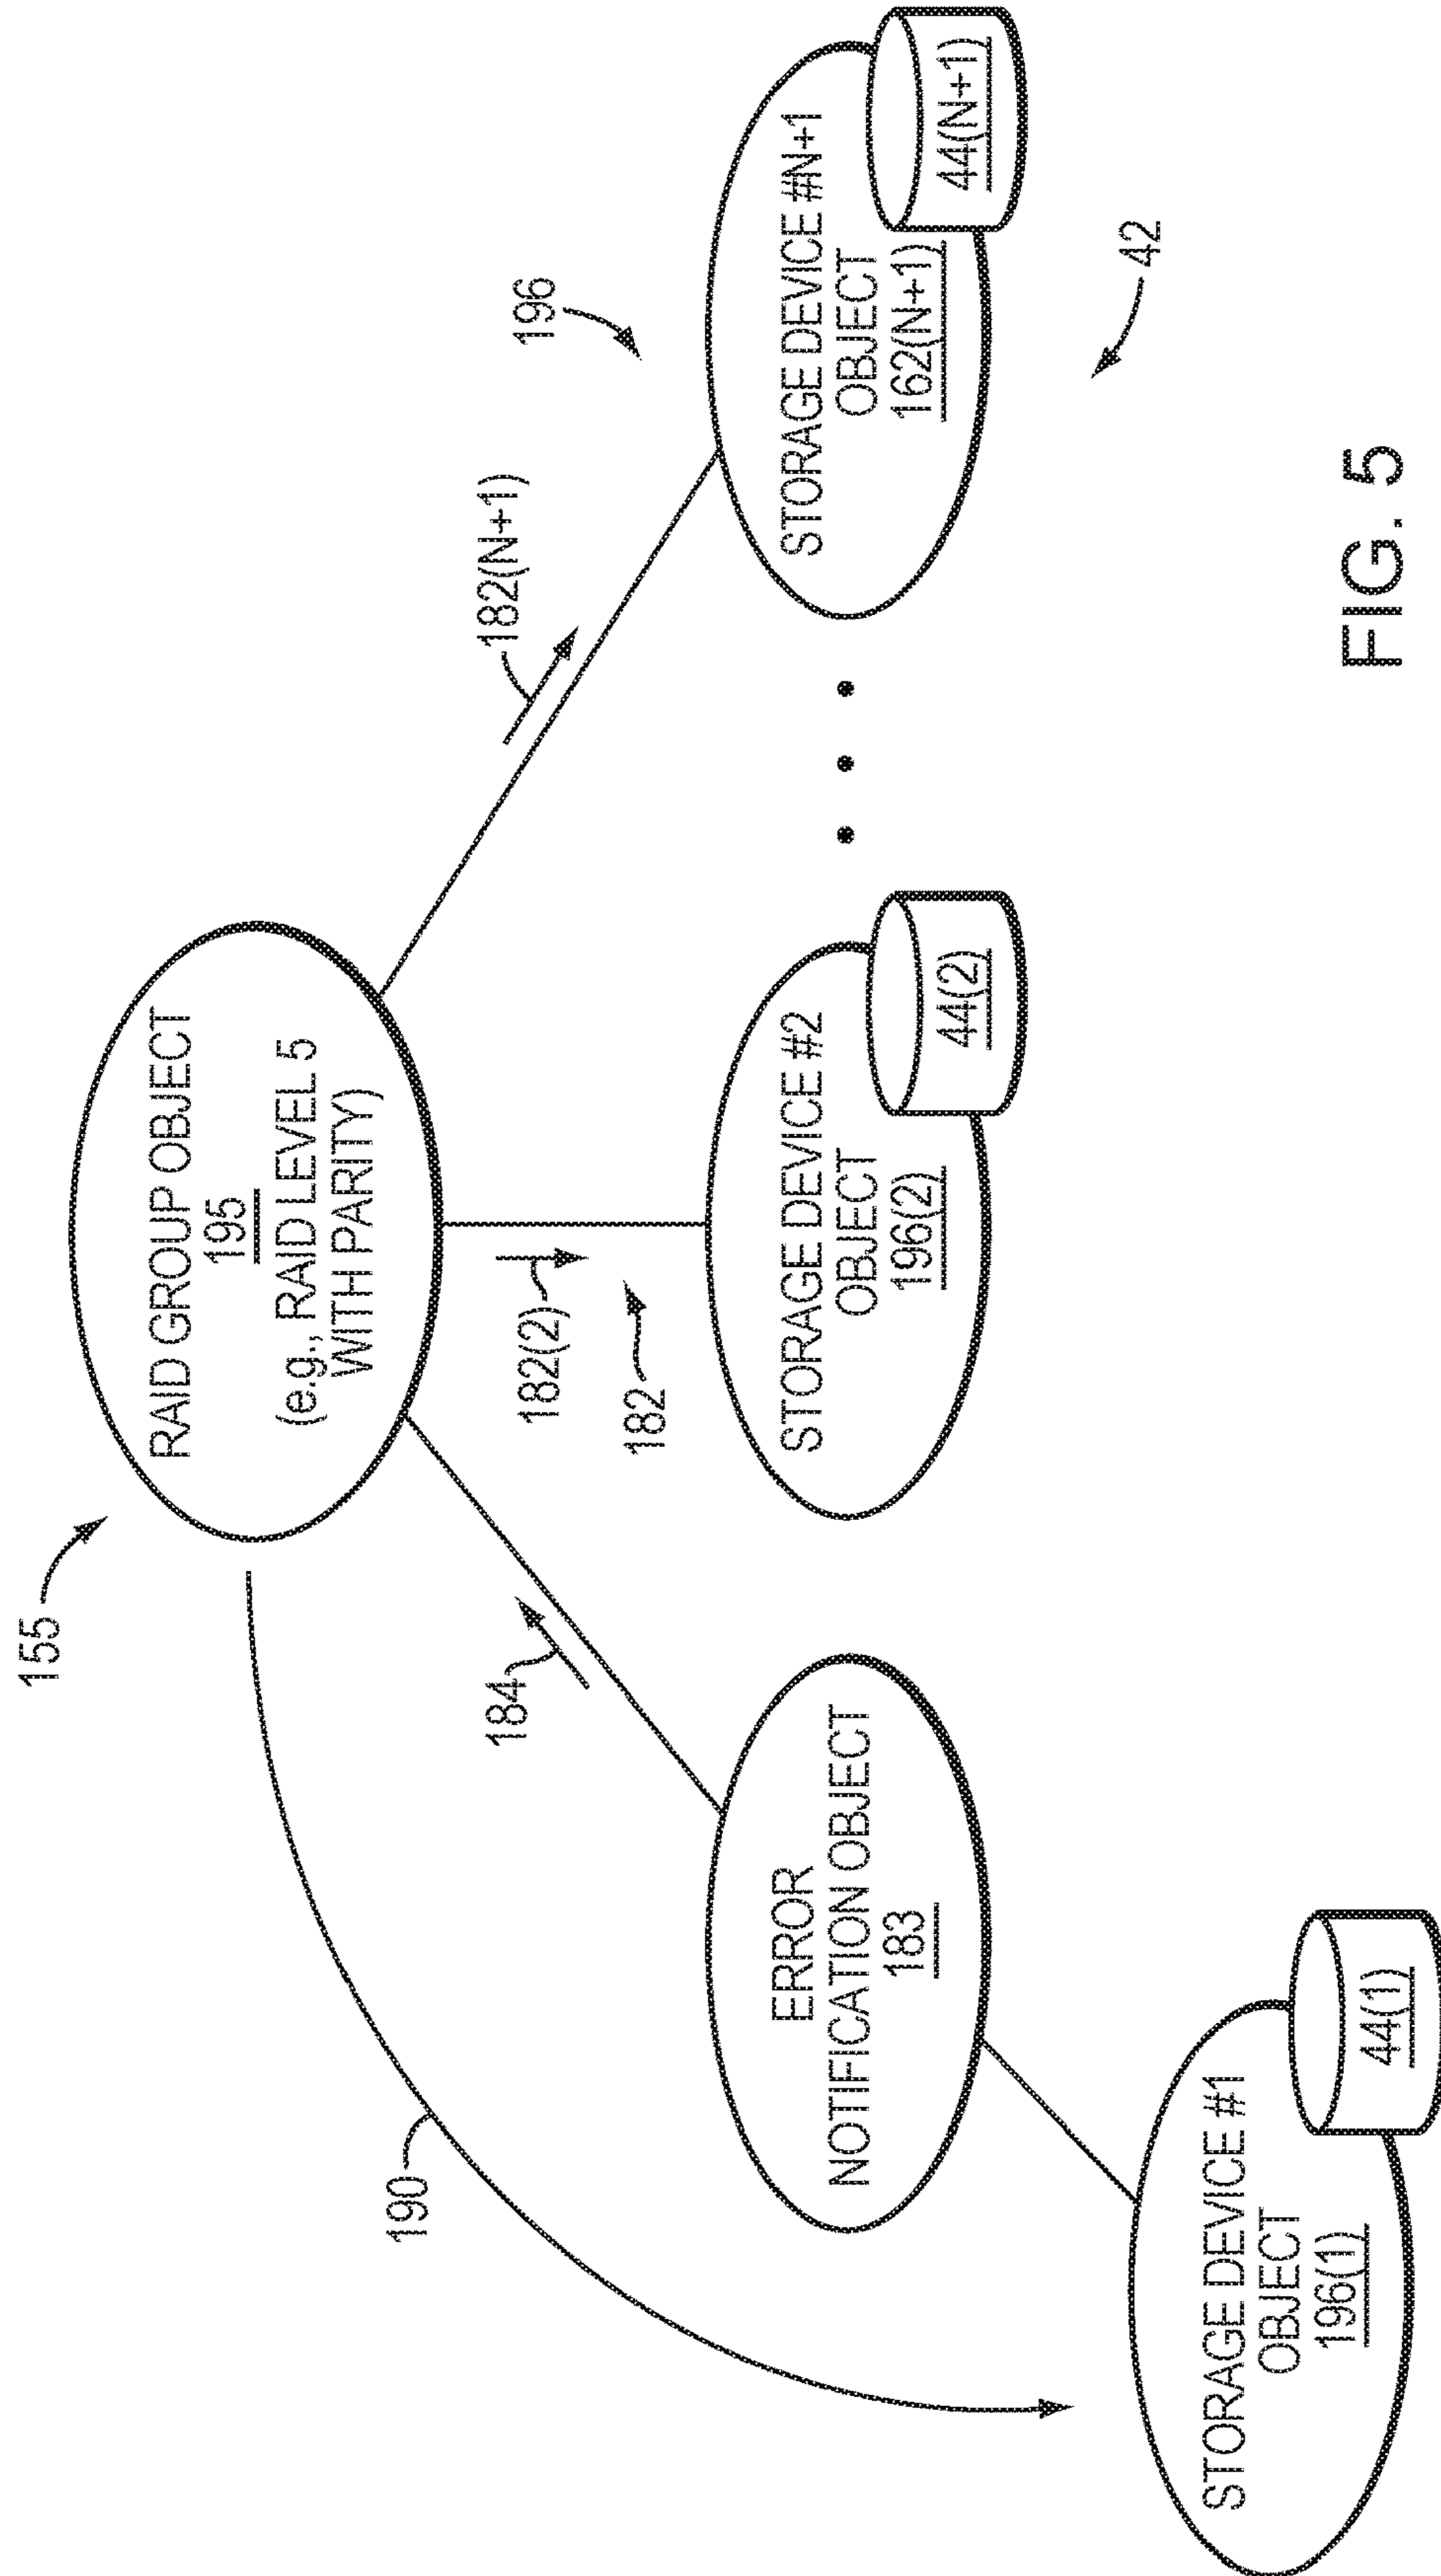 155
RAID GROUP OBJECT
195
(e.g., RAID LEVEL 5
WITH PARITY)
190
184
182(2)
182
182(N+1)
196
ERROR
NOTIFICATION OBJECT
183
STORAGE DEVICE #2
OBJECT
196(2)
44(2)
STORAGE DEVICE #N+1
OBJECT
162(N+1)
44(N+1)
42
STORAGE DEVICE #1
OBJECT
196(1)
44(1)
FIG. 5